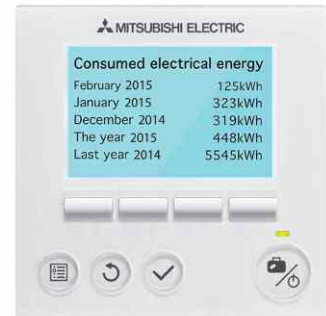 MITSUBISHI ELECTRIC
Consumed electrical energy
February 2015 125kWh
January 2015 323kWh
December 2014 319kWh
The year 2015 448kWh
Last year 2014 5545kWh